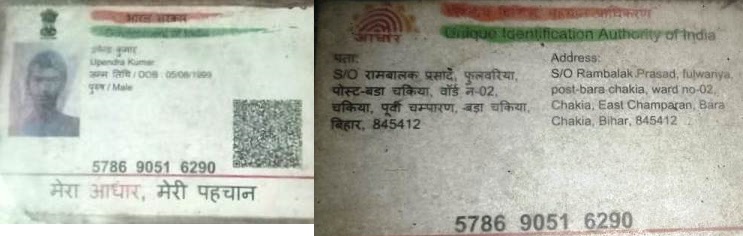 भारत सरकार
Government of India
उपेन्द्र कुमार
Upendra Kumar
जन्म तिथि / DOB : 05/08/1999
पुरुष / Male
5786 9051 6290
मेरा आधार, मेरी पहचान
आधार
Unique Identification Authority of India
पता:
S/O रामबालक प्रसाद, फुलवरिया,
पोस्ट-बडा चकिया, वॉर्ड न-02,
चकिया, पूर्वी चम्पारण, बडा चकिया,
बिहार, 845412
Address:
S/O Rambalak Prasad, fulwariya,
post-bara chakia, ward no-02,
Chakia, East Champaran, Bara
Chakia, Bihar, 845412
5786 9051 6290